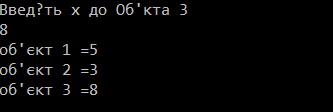 Введ?ть x до Об'кта 3
8
об'єкт 1 =5
об'єкт 2 =3
об'єкт 3 =8